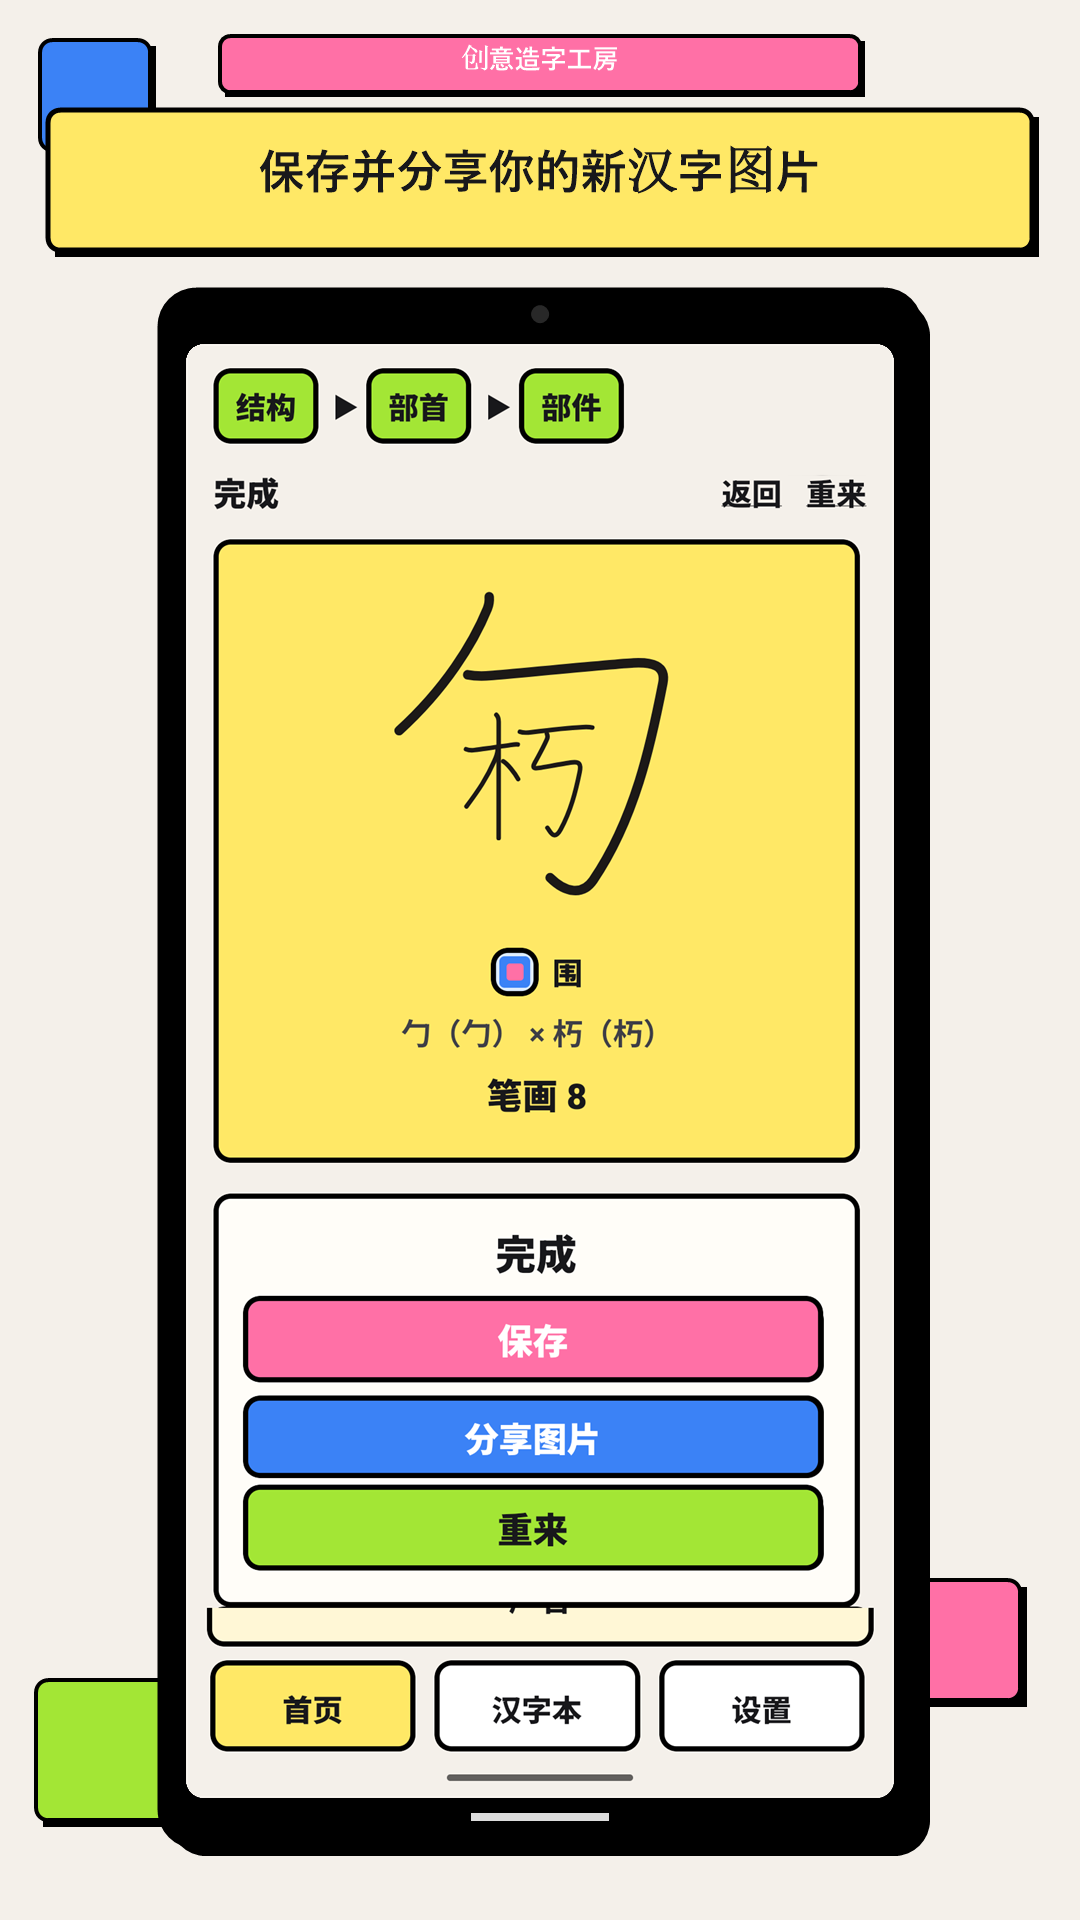 创意造字工房
保存并分享你的新汉字图片
结构 ▶ 部首 ▶ 部件
完成 返回 重来
围
勹（勹） × 朽（朽）
笔画 8
完成
保存
分享图片
重来
首页 汉字本 设置